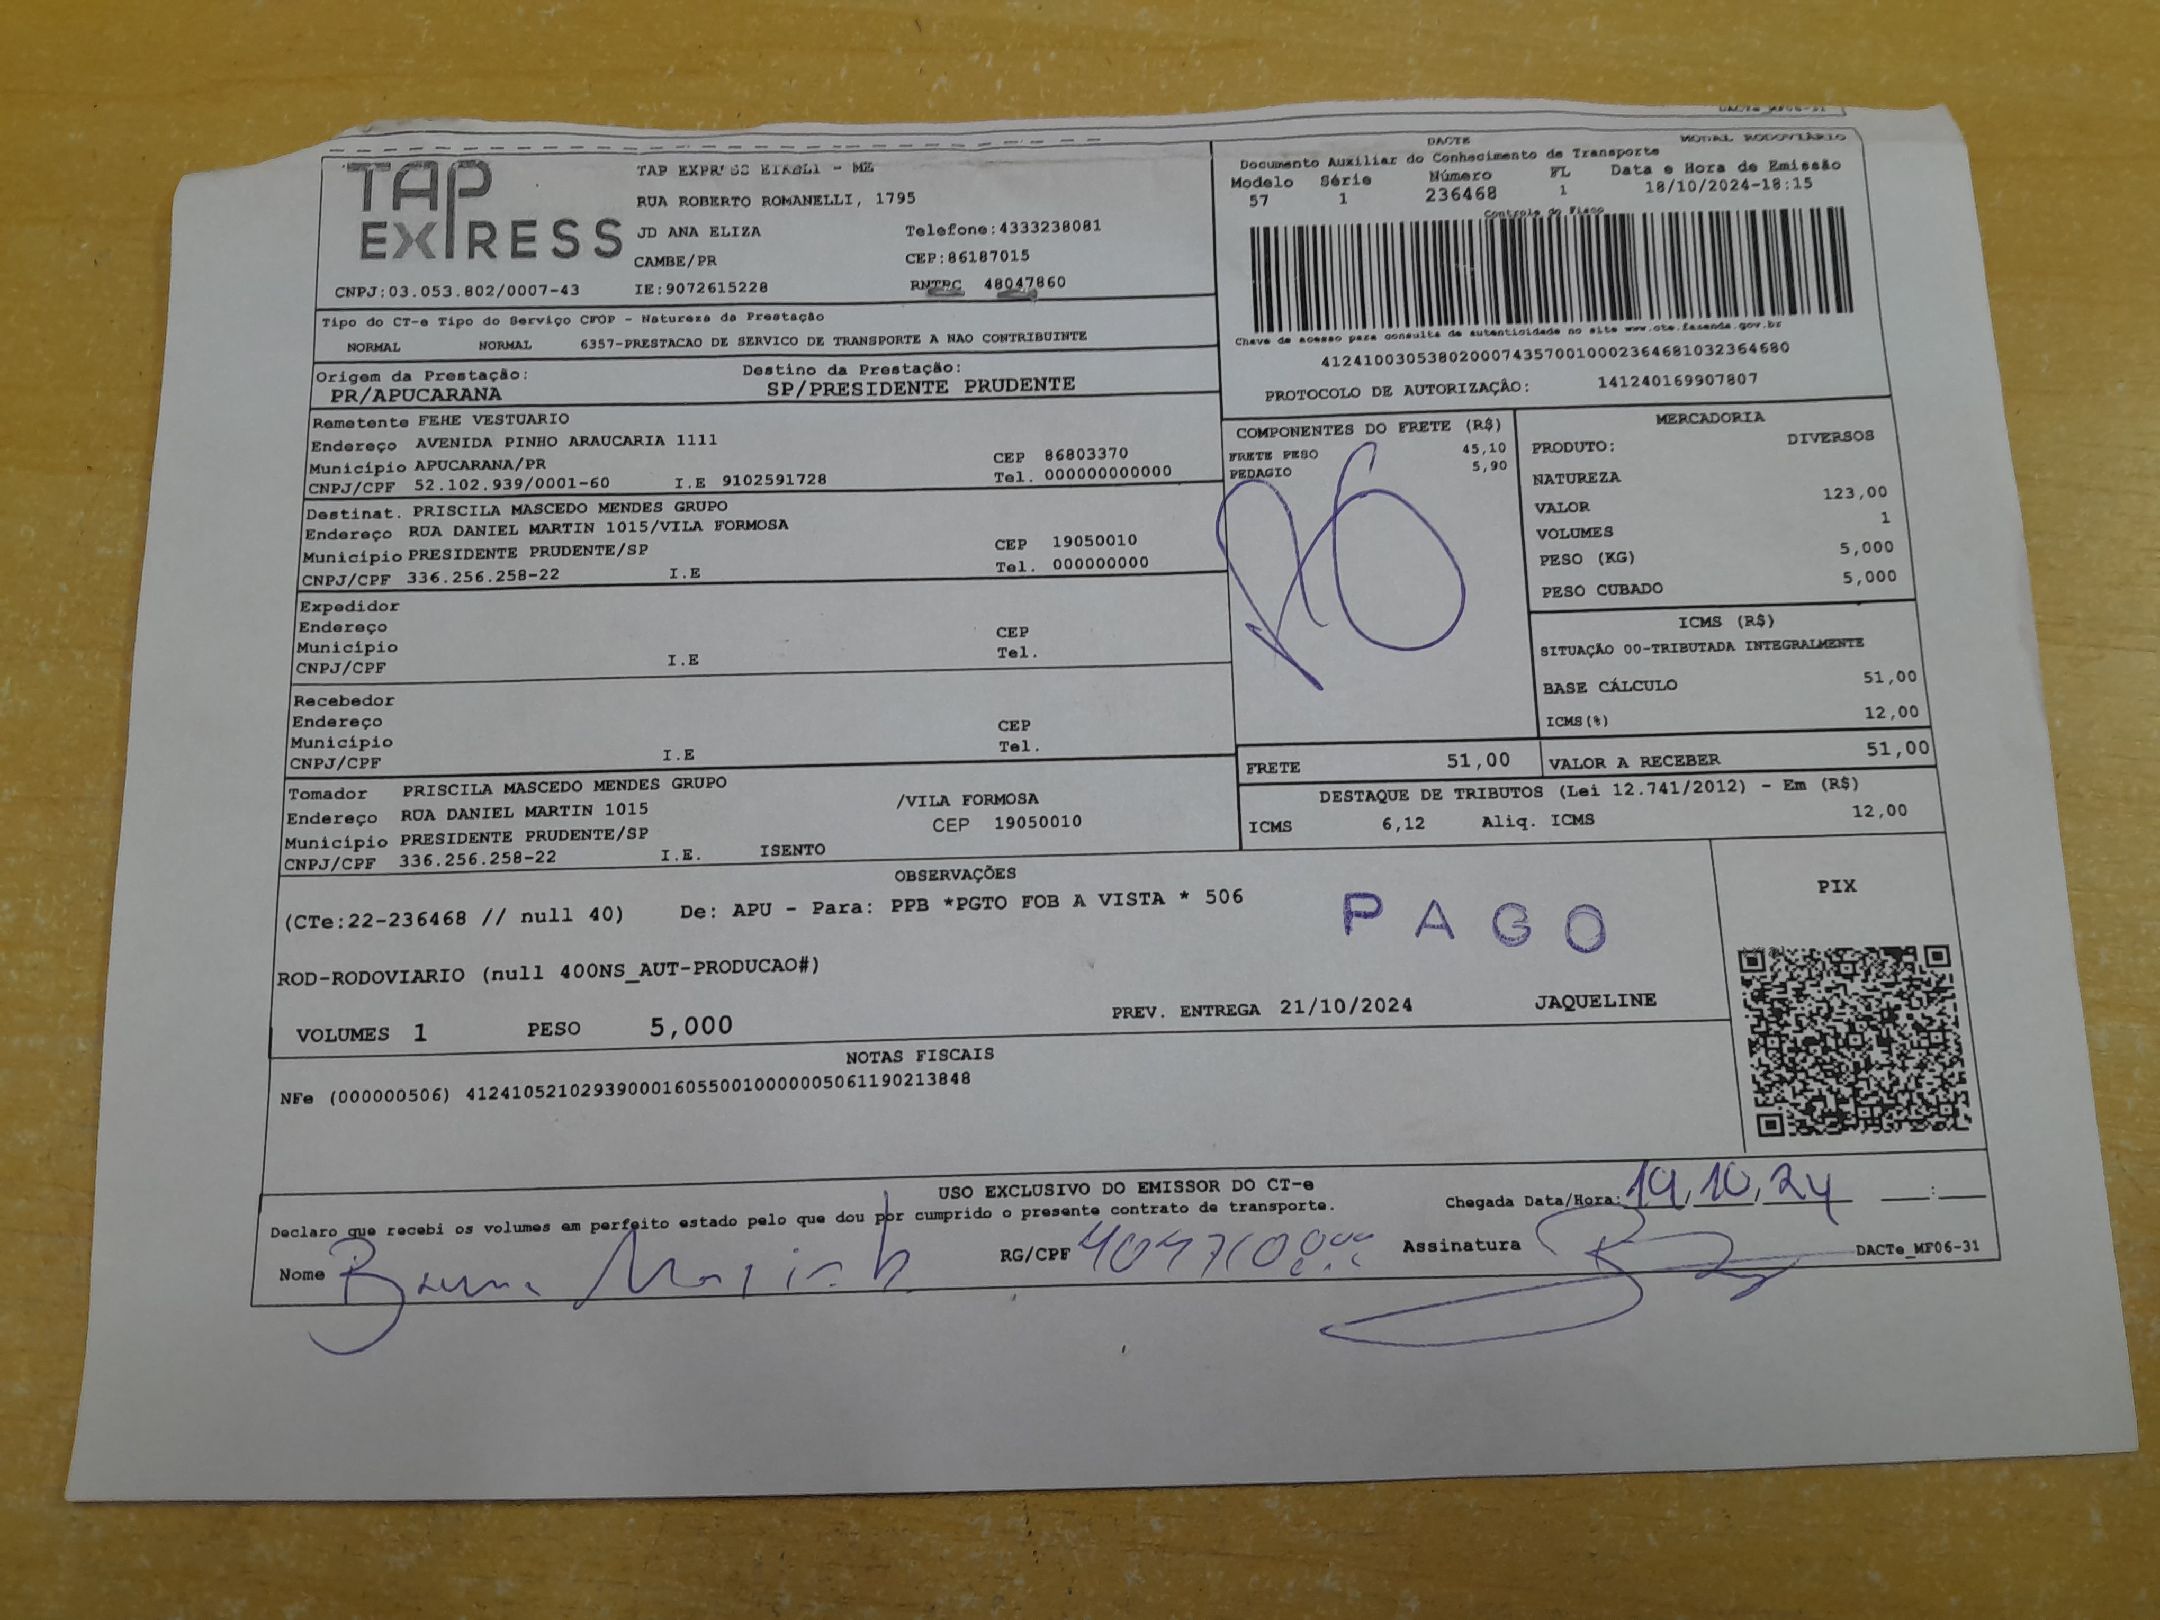 DACTe_MF06-31
TAP
EXPRESS
TAP EXPRESS EIRELI - ME
RUA ROBERTO ROMANELLI, 1795
JD ANA ELIZA Telefone:4333238081
CAMBE/PR CEP:86187015
CNPJ:03.053.802/0007-43 IE:9072615228 RNTRC 48047860
DACTE MODAL RODOVIÁRIO
Documento Auxiliar do Conhecimento de Transporte
Modelo Série Número FL Data e Hora de Emissão
57 1 236468 1 18/10/2024-18:15
Controle do Fisco
Chave de acesso para consulta de autenticidade no site www.cte.fazenda.gov.br
41241003053802000743570010002364681032364680
PROTOCOLO DE AUTORIZAÇÃO: 141240169907807
Tipo do CT-e Tipo do Serviço CFOP - Natureza da Prestação
NORMAL NORMAL 6357-PRESTACAO DE SERVICO DE TRANSPORTE A NAO CONTRIBUINTE
Origem da Prestação: Destino da Prestação:
PR/APUCARANA SP/PRESIDENTE PRUDENTE
Remetente FEHE VESTUARIO
Endereço AVENIDA PINHO ARAUCARIA 1111
Município APUCARANA/PR CEP 86803370
CNPJ/CPF 52.102.939/0001-60 I.E 9102591728 Tel. 000000000000
Destinat. PRISCILA MASCEDO MENDES GRUPO
Endereço RUA DANIEL MARTIN 1015/VILA FORMOSA
Município PRESIDENTE PRUDENTE/SP CEP 19050010
CNPJ/CPF 336.256.258-22 I.E Tel. 000000000
Expedidor
Endereço
Município CEP
CNPJ/CPF I.E Tel.
Recebedor
Endereço
Município CEP
CNPJ/CPF I.E Tel.
Tomador PRISCILA MASCEDO MENDES GRUPO
Endereço RUA DANIEL MARTIN 1015 /VILA FORMOSA
Município PRESIDENTE PRUDENTE/SP CEP 19050010
CNPJ/CPF 336.256.258-22 I.E. ISENTO
COMPONENTES DO FRETE (R$)
FRETE PESO 45,10
PEDAGIO 5,90
MERCADORIA
PRODUTO: DIVERSOS
NATUREZA
VALOR 123,00
VOLUMES 1
PESO (KG) 5,000
PESO CUBADO 5,000
ICMS (R$)
SITUAÇÃO 00-TRIBUTADA INTEGRALMENTE
BASE CÁLCULO 51,00
ICMS(%) 12,00
FRETE 51,00 VALOR A RECEBER 51,00
DESTAQUE DE TRIBUTOS (Lei 12.741/2012) - Em (R$)
ICMS 6,12 Aliq. ICMS 12,00
OBSERVAÇÕES
(CTe:22-236468 // null 40) De: APU - Para: PPB *PGTO FOB A VISTA * 506
PAGO
PIX
ROD-RODOVIARIO (null 400NS_AUT-PRODUCAO#)
VOLUMES 1 PESO 5,000 PREV. ENTREGA 21/10/2024 JAQUELINE
NOTAS FISCAIS
NFe (000000506) 41241052102939000160550010000005061190213848
USO EXCLUSIVO DO EMISSOR DO CT-e
Declaro que recebi os volumes em perfeito estado pelo que dou por cumprido o presente contrato de transporte.
Chegada Data/Hora: 19,10,24 __:__
Nome RG/CPF Assinatura
DACTe_MF06-31